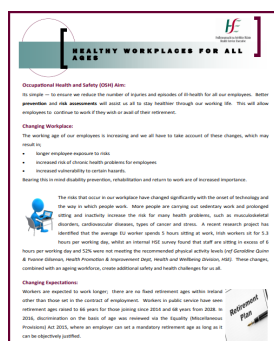 HEALTHY WORKPLACES FOR ALL
AGES
Occupational Health and Safety (OSH) Aim:
Its simple — to ensure we reduce the number of injuries and episodes of ill-health for all our employees. Better
prevention and risk assessments will assist us all to stay healthier through our working life. This will allow
employees to continue to work if they wish or avail of their retirement.
Changing Workplace:
The working age of our employees is increasing and we all have to take account of these changes, which may
result in;
• longer employee exposure to risks
• increased risk of chronic health problems for employees
• increased vulnerability to certain hazards.
Bearing this in mind disability prevention, rehabilitation and return to work are of increased importance.
The risks that occur in our workplace have changed significantly with the onset of technology and
the way in which people work. More people are carrying out sedentary work and prolonged
sitting and inactivity increase the risk for many health problems, such as musculoskeletal
disorders, cardiovascular diseases, types of cancer and stress. A recent research project has
identified that the average EU worker spends 5 hours sitting at work, Irish workers sit for 5.3
hours per working day, whilst an internal HSE survey found that staff are sitting in excess of 6
hours per working day and 52% were not meeting the recommended physical activity levels (ref Geraldine Quinn
& Yvonne Gilsenan, Health Promotion & Improvement Dept, Health and Wellbeing Division, HSE). These changes,
combined with an ageing workforce, create additional safety and health challenges for us all.
Changing Expectations:
Workers are expected to work longer; there are no fixed retirement ages within Ireland
other than those set in the contract of employment. Workers in public service have seen
retirement ages raised to 66 years for those joining since 2014 and 68 years from 2028. In
2016, discrimination on the basis of age was reviewed via the Equality (Miscellaneous
Provisions) Act 2015, where an employer can set a mandatory retirement age as long as it
can be objectively justified.
Retirement
Plan